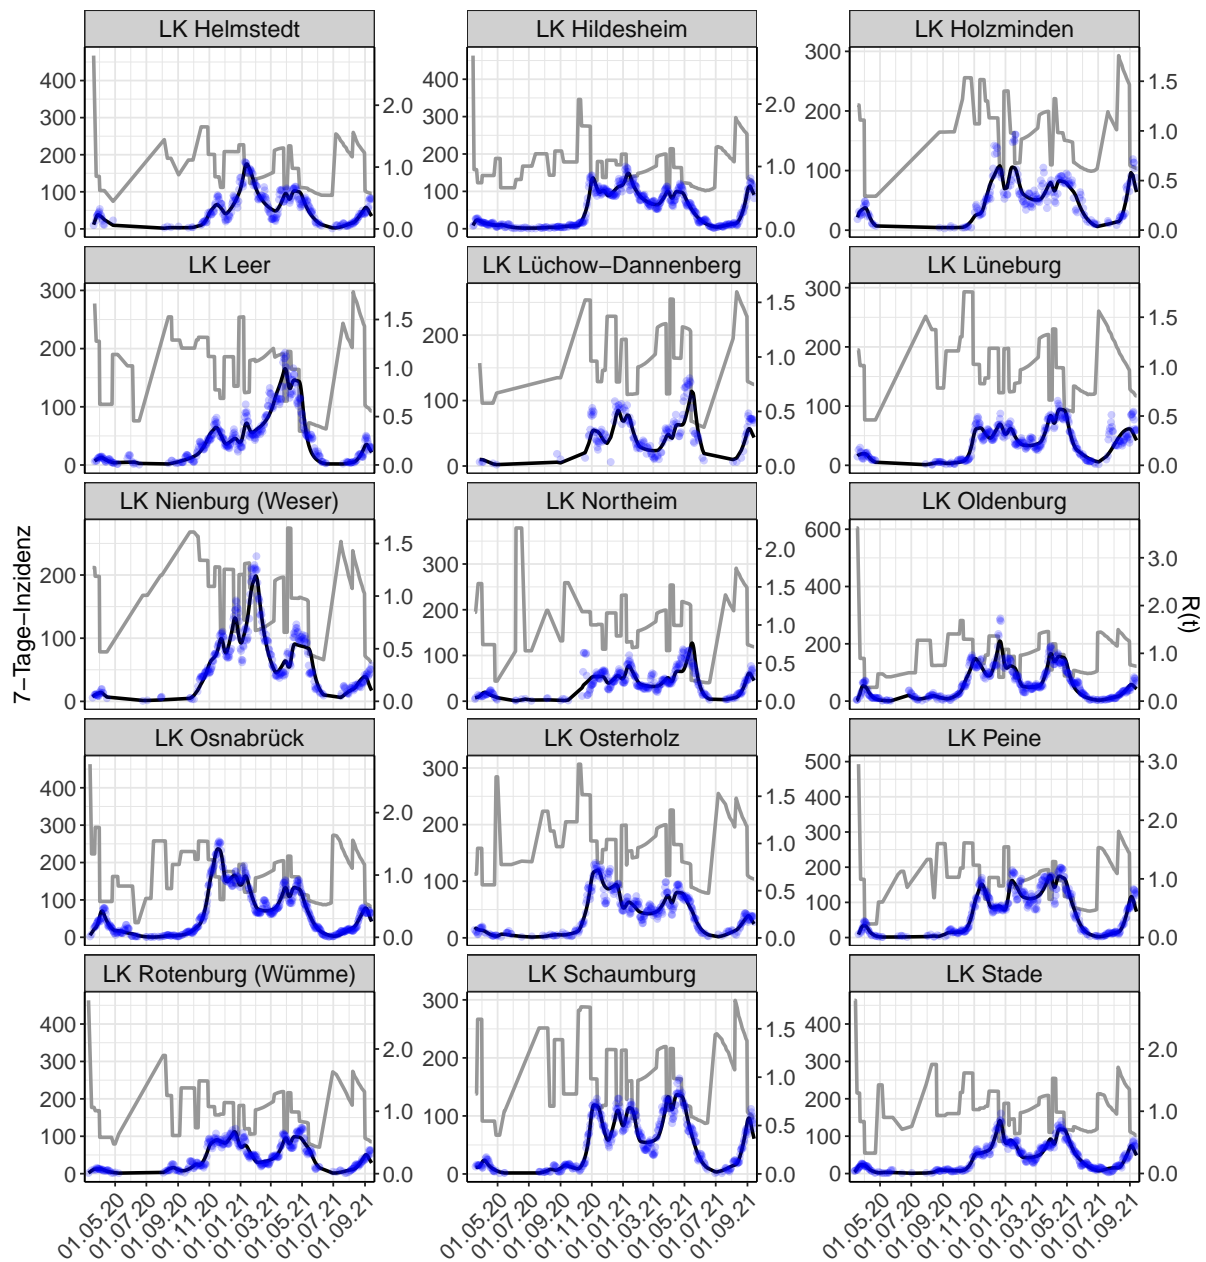 LK Helmstedt LK Hildesheim LK Holzminden
400 300 200 100 0 2.0 1.0 0.0
400 300 200 100 0 2.0 1.0 0.0
300 200 100 0 1.5 1.0 0.5 0.0
LK Leer LK Lüchow−Dannenberg LK Lüneburg
300 200 100 0 1.5 1.0 0.5 0.0
200 100 0 1.5 1.0 0.5 0.0
300 200 100 0 1.5 1.0 0.5 0.0
LK Nienburg (Weser) LK Northeim LK Oldenburg
200 100 0 1.5 1.0 0.5 0.0
300 200 100 0 2.0 1.5 1.0 0.5 0.0
600 400 200 0 3.0 2.0 1.0 0.0
7−Tage−Inzidenz
R(t)
LK Osnabrück LK Osterholz LK Peine
400 300 200 100 0 2.0 1.0 0.0
300 200 100 0 1.5 1.0 0.5 0.0
500 400 300 200 100 0 3.0 2.0 1.0 0.0
LK Rotenburg (Wümme) LK Schaumburg LK Stade
400 300 200 100 0 2.0 1.0 0.0
300 200 100 0 1.5 1.0 0.5 0.0
400 300 200 100 0 2.0 1.0 0.0
01.05.20 01.07.20 01.09.20 01.11.20 01.01.21 01.03.21 01.05.21 01.07.21 01.09.21
01.05.20 01.07.20 01.09.20 01.11.20 01.01.21 01.03.21 01.05.21 01.07.21 01.09.21
01.05.20 01.07.20 01.09.20 01.11.20 01.01.21 01.03.21 01.05.21 01.07.21 01.09.21